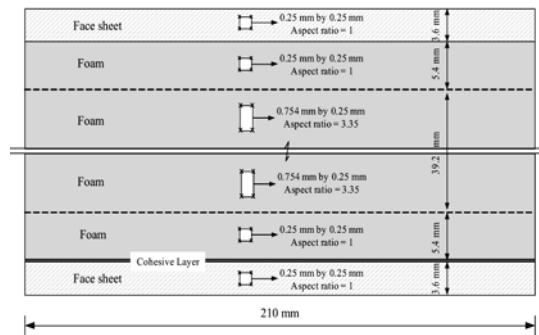 Face sheet
0.25 mm by 0.25 mm
Aspect ratio = 1
3.6 mm
Foam
0.25 mm by 0.25 mm
Aspect ratio = 1
5.4 mm
Foam
0.754 mm by 0.25 mm
Aspect ratio = 3.35
39.2 mm
Foam
0.754 mm by 0.25 mm
Aspect ratio = 3.35
Foam
0.25 mm by 0.25 mm
Aspect ratio = 1
5.4 mm
Cohesive Layer
Face sheet
0.25 mm by 0.25 mm
Aspect ratio = 1
3.6 mm
210 mm